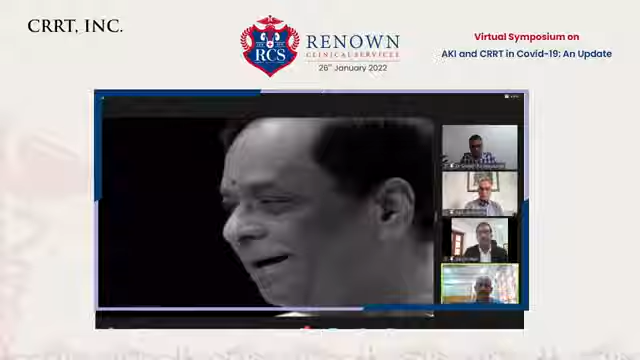 CRRT, INC.
RCS
RENOWN
CLINICAL SERVICES
26th January 2022
Virtual Symposium on
AKI and CRRT in Covid-19: An Update